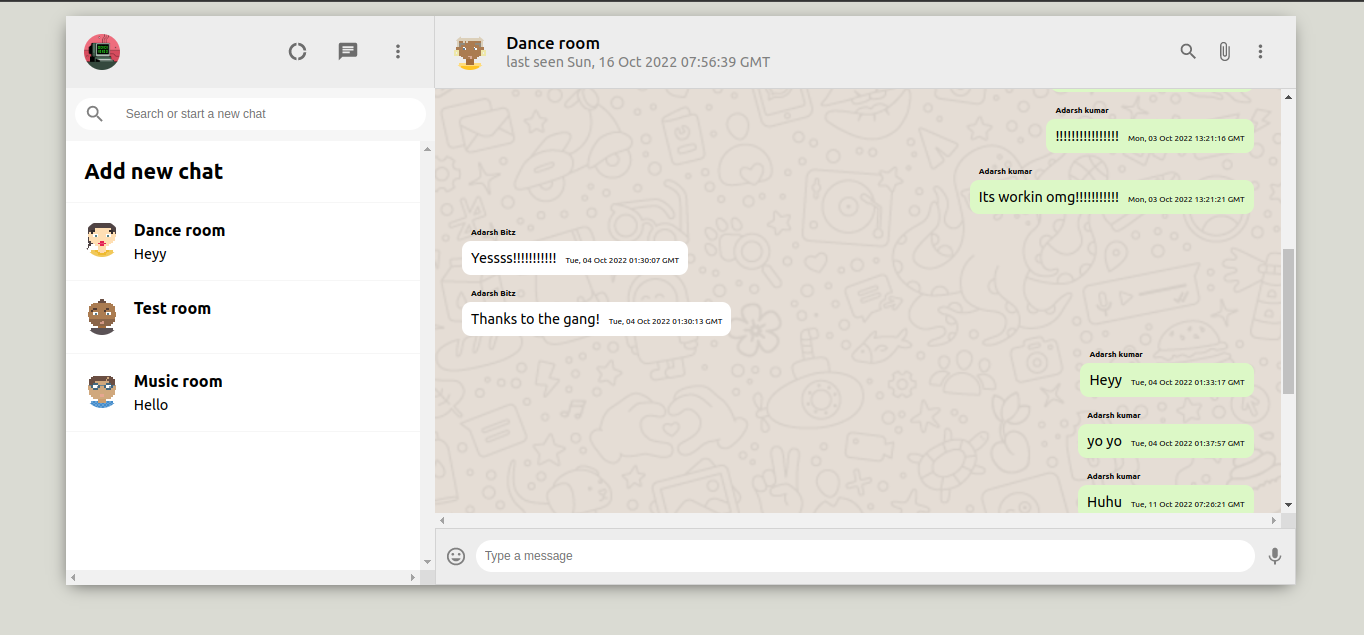 Dance room
last seen Sun, 16 Oct 2022 07:56:39 GMT
Search or start a new chat
Add new chat
Dance room
Heyy
Test room
Music room
Hello
Adarsh kumar
!!!!!!!!!!!!!!!! Mon, 03 Oct 2022 13:21:16 GMT
Adarsh kumar
Its workin omg!!!!!!!!!!! Mon, 03 Oct 2022 13:21:21 GMT
Adarsh Bitz
Yessss!!!!!!!!!!! Tue, 04 Oct 2022 01:30:07 GMT
Adarsh Bitz
Thanks to the gang! Tue, 04 Oct 2022 01:30:13 GMT
Adarsh kumar
Heyy Tue, 04 Oct 2022 01:33:17 GMT
Adarsh kumar
yo yo Tue, 04 Oct 2022 01:37:57 GMT
Adarsh kumar
Huhu Tue, 11 Oct 2022 07:26:21 GMT
Type a message